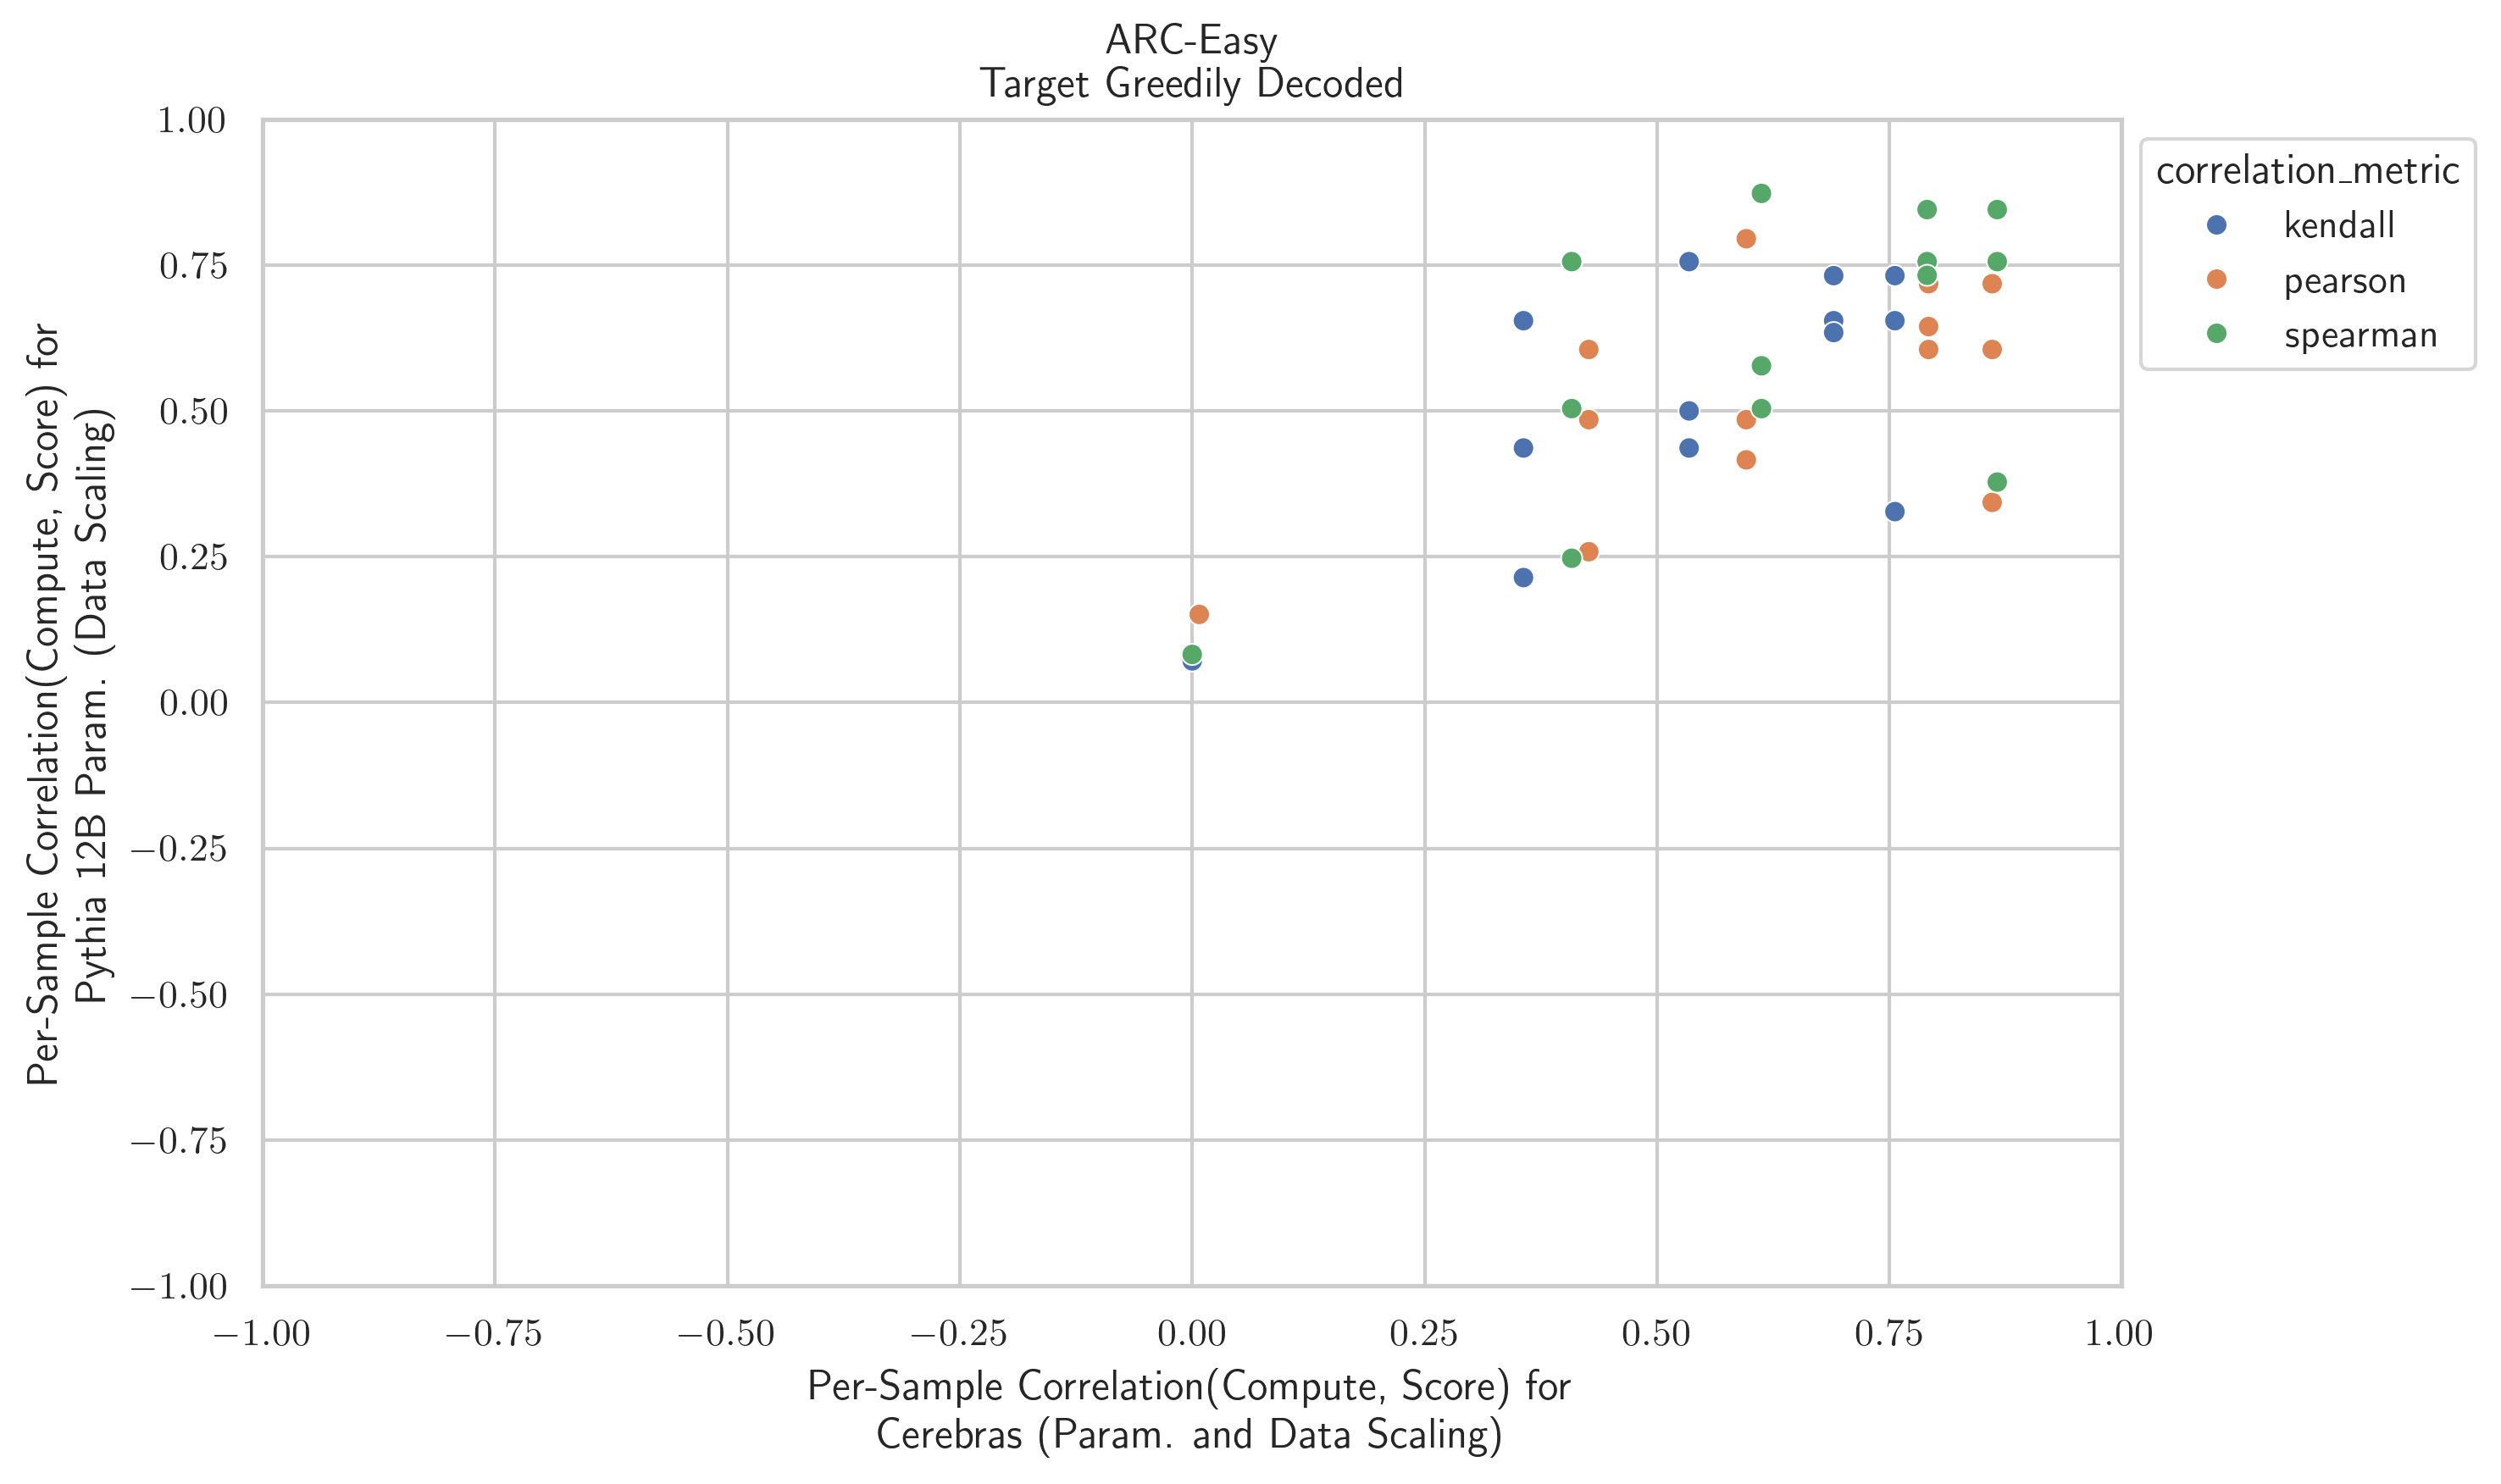 ARC-Easy
Target Greedily Decoded
Per-Sample Correlation(Compute, Score) for
Pythia 12B Param. (Data Scaling)
1.00
0.75
0.50
0.25
0.00
−0.25
−0.50
−0.75
−1.00
−1.00
−0.75
−0.50
−0.25
0.00
0.25
0.50
0.75
1.00
Per-Sample Correlation(Compute, Score) for
Cerebras (Param. and Data Scaling)
correlation_metric
kendall
pearson
spearman